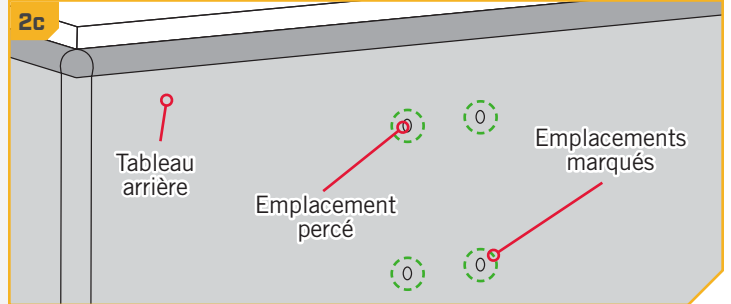 2c
Tableau
arrière
Emplacement
percé
Emplacements
marqués